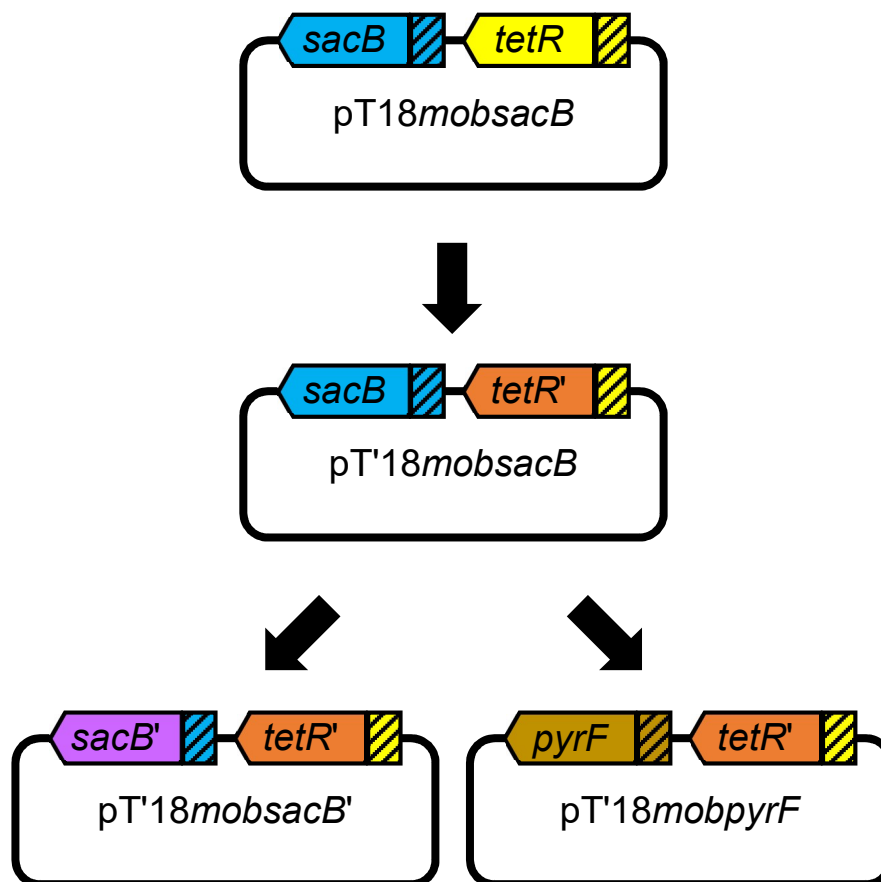 sacB tetR
pT18mobsacB
sacB tetR'
pT'18mobsacB
sacB' tetR' pyrF tetR'
pT'18mobsacB' pT'18mobpyrF